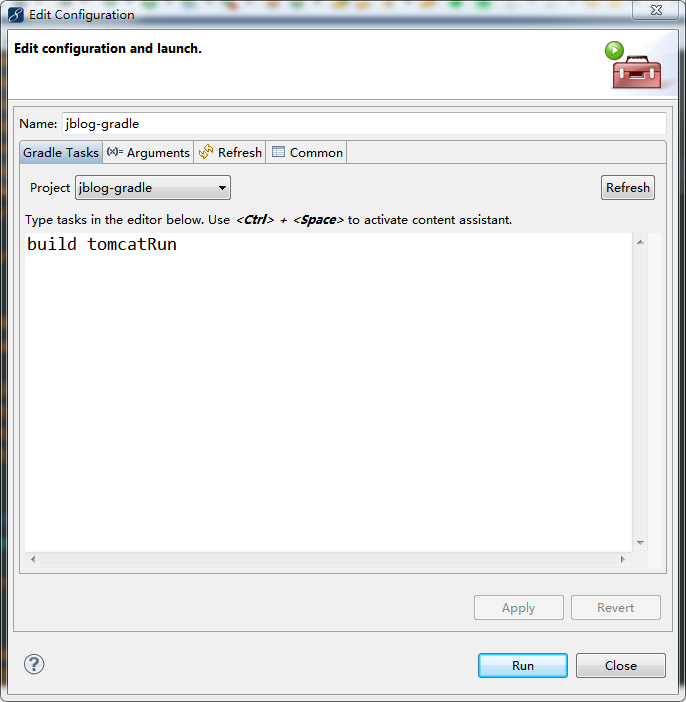 Edit Configuration
Edit configuration and launch.
Name: jblog-gradle
Gradle Tasks (x)= Arguments Refresh Common
Project jblog-gradle Refresh
Type tasks in the editor below. Use <Ctrl> + <Space> to activate content assistant.
build tomcatRun
Apply Revert
? Run Close